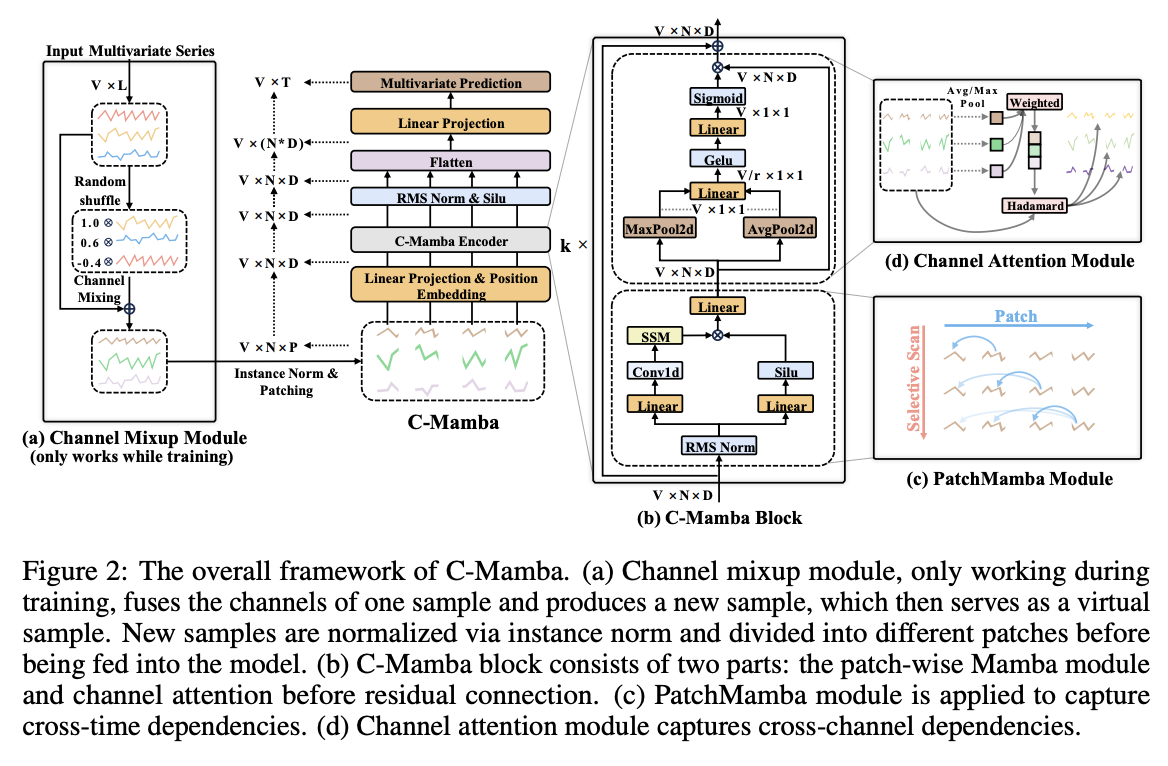 Input Multivariate Series
V × L
Random
shuffle
1.0 ⊗
0.6 ⊗
-0.4 ⊗
Channel
Mixing
(a) Channel Mixup Module
(only works while training)
V × T
V × (N*D)
V × N × D
V × N × D
V × N × D
V × N × P
Instance Norm &
Patching
Multivariate Prediction
Linear Projection
Flatten
RMS Norm & Silu
C-Mamba Encoder
Linear Projection & Position
Embedding
C-Mamba
k ×
V × N × D
V × N × D
Sigmoid
V × 1 × 1
Linear
Gelu
V/r × 1 × 1
Linear
V × 1 × 1
MaxPool2d
AvgPool2d
V × N × D
Linear
SSM
Conv1d
Silu
Linear
Linear
RMS Norm
V × N × D
(b) C-Mamba Block
Avg/Max
Pool
Weighted
Hadamard
(d) Channel Attention Module
Patch
Selective Scan
(c) PatchMamba Module
Figure 2: The overall framework of C-Mamba. (a) Channel mixup module, only working during
training, fuses the channels of one sample and produces a new sample, which then serves as a virtual
sample. New samples are normalized via instance norm and divided into different patches before
being fed into the model. (b) C-Mamba block consists of two parts: the patch-wise Mamba module
and channel attention before residual connection. (c) PatchMamba module is applied to capture
cross-time dependencies. (d) Channel attention module captures cross-channel dependencies.